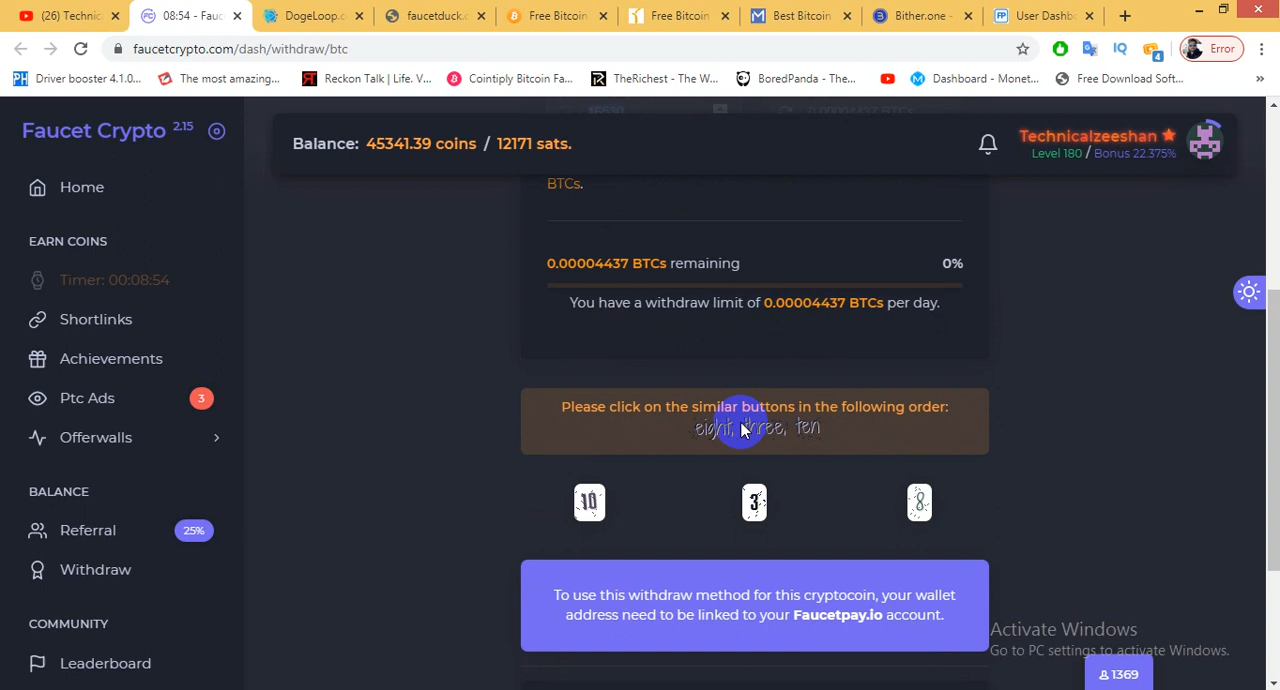 (26) Technic
08:54 - Fauc
DogeLoop.c
faucetduck.c
Free Bitcoin
Free Bitcoin
Best Bitcoin
Bither.one -
User Dashb
faucetcrypto.com/dash/withdraw/btc
Error
Driver booster 4.1.0...
The most amazing...
Reckon Talk | Life. V...
Cointiply Bitcoin Fa...
TheRichest - The W...
BoredPanda - The...
Dashboard - Monet...
Free Download Soft...
Faucet Crypto 2.15
Balance: 45341.39 coins / 12171 sats.
Technicalzeeshan
Level 180 / Bonus 22.375%
Home
EARN COINS
Timer: 00:08:54
Shortlinks
Achievements
Ptc Ads 3
Offerwalls
BALANCE
Referral 25%
Withdraw
COMMUNITY
Leaderboard
BTCs.
0.00004437 BTCs remaining 0%
You have a withdraw limit of 0.00004437 BTCs per day.
Please click on the similar buttons in the following order:
eight, three, ten
10 3 8
To use this withdraw method for this cryptocoin, your wallet
address need to be linked to your Faucetpay.io account.
Activate Windows
Go to PC settings to activate Windows.
1369